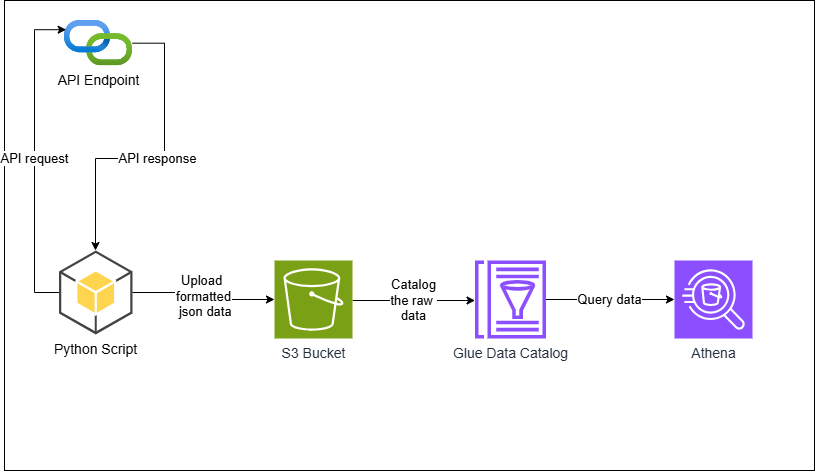 API Endpoint
API request
API response
Upload
formatted
json data
Catalog
the raw
data
Query data
Python Script
S3 Bucket
Glue Data Catalog
Athena